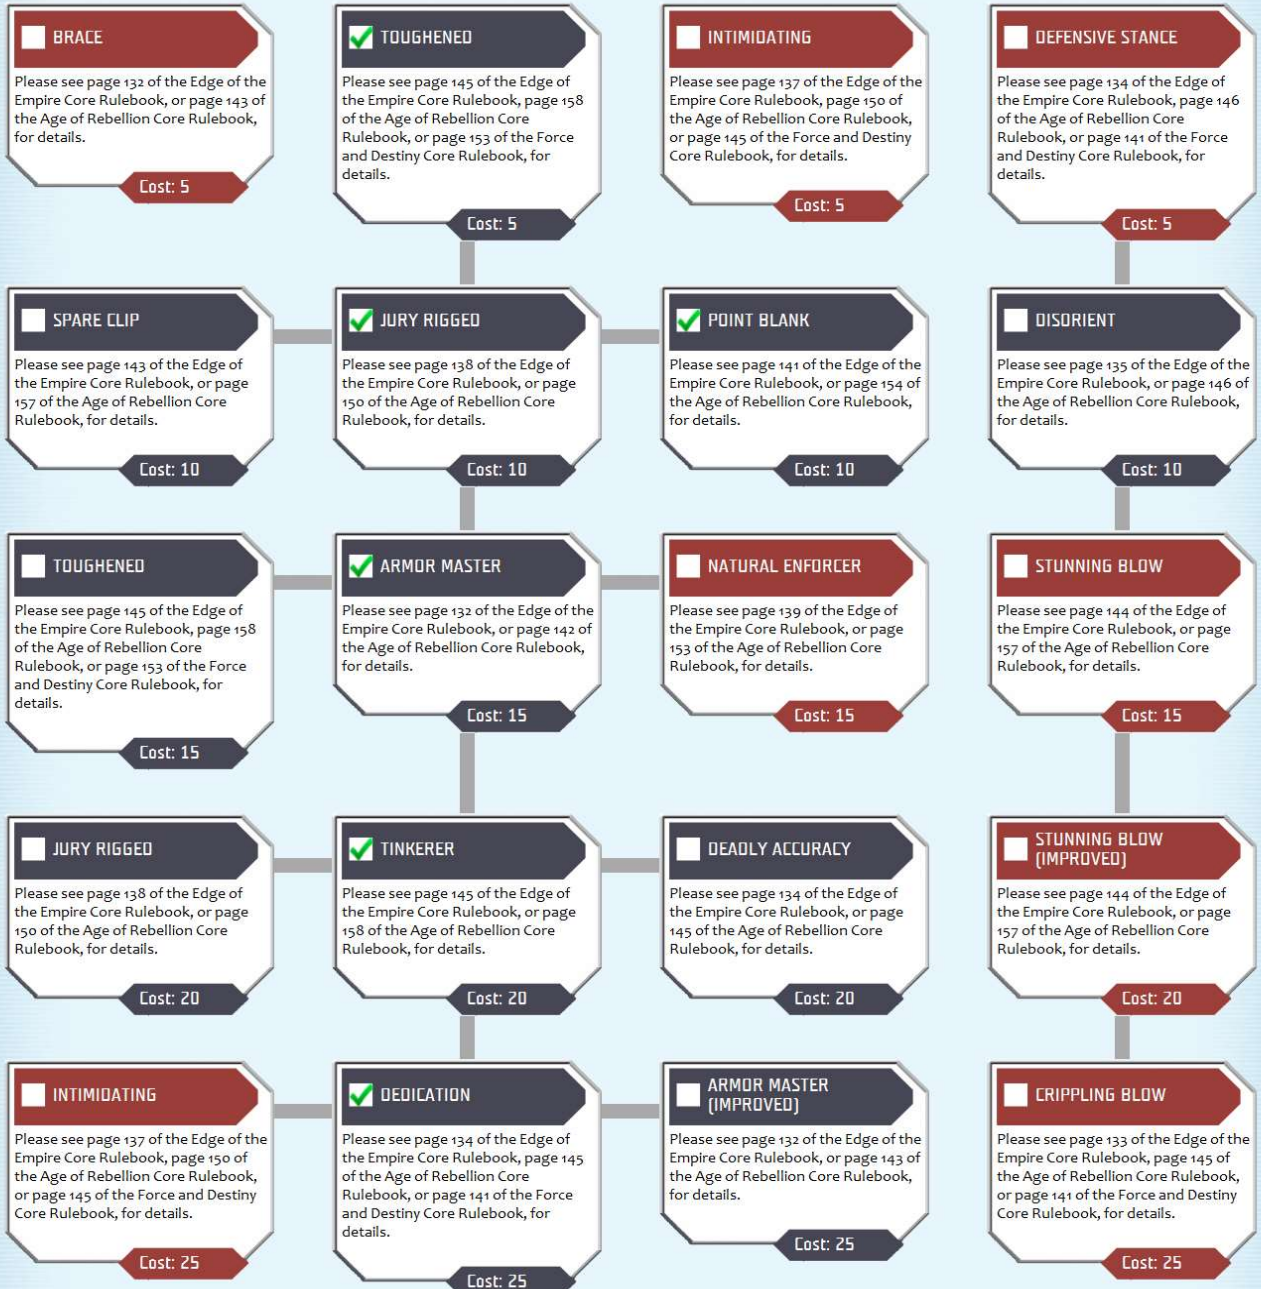 BRACE
Please see page 132 of the Edge of the
Empire Core Rulebook, or page 143 of
the Age of Rebellion Core Rulebook,
for details.
Cost: 5
TOUGHENED
Please see page 145 of the Edge of
the Empire Core Rulebook, page 158
of the Age of Rebellion Core
Rulebook, or page 153 of the Force
and Destiny Core Rulebook, for
details.
Cost: 5
INTIMIDATING
Please see page 137 of the Edge of the
Empire Core Rulebook, page 150 of
the Age of Rebellion Core Rulebook,
or page 145 of the Force and Destiny
Core Rulebook, for details.
Cost: 5
DEFENSIVE STANCE
Please see page 134 of the Edge of
the Empire Core Rulebook, page 146
of the Age of Rebellion Core
Rulebook, or page 141 of the Force
and Destiny Core Rulebook, for
details.
Cost: 5
SPARE CLIP
Please see page 143 of the Edge of
the Empire Core Rulebook, or page
157 of the Age of Rebellion Core
Rulebook, for details.
Cost: 10
JURY RIGGED
Please see page 138 of the Edge of
the Empire Core Rulebook, or page
150 of the Age of Rebellion Core
Rulebook, for details.
Cost: 10
POINT BLANK
Please see page 141 of the Edge of the
Empire Core Rulebook, or page 154 of
the Age of Rebellion Core Rulebook,
for details.
Cost: 10
DISORIENT
Please see page 135 of the Edge of the
Empire Core Rulebook, or page 146 of
the Age of Rebellion Core Rulebook,
for details.
Cost: 10
TOUGHENED
Please see page 145 of the Edge of
the Empire Core Rulebook, page 158
of the Age of Rebellion Core
Rulebook, or page 153 of the Force
and Destiny Core Rulebook, for
details.
Cost: 15
ARMOR MASTER
Please see page 132 of the Edge of the
Empire Core Rulebook, or page 142 of
the Age of Rebellion Core Rulebook,
for details.
Cost: 15
NATURAL ENFORCER
Please see page 139 of the Edge of
the Empire Core Rulebook, or page
153 of the Age of Rebellion Core
Rulebook, for details.
Cost: 15
STUNNING BLOW
Please see page 144 of the Edge of
the Empire Core Rulebook, or page
157 of the Age of Rebellion Core
Rulebook, for details.
Cost: 15
JURY RIGGED
Please see page 138 of the Edge of
the Empire Core Rulebook, or page
150 of the Age of Rebellion Core
Rulebook, for details.
Cost: 20
TINKERER
Please see page 145 of the Edge of
the Empire Core Rulebook, or page
158 of the Age of Rebellion Core
Rulebook, for details.
Cost: 20
DEADLY ACCURACY
Please see page 134 of the Edge of
the Empire Core Rulebook, or page
145 of the Age of Rebellion Core
Rulebook, for details.
Cost: 20
STUNNING BLOW
(IMPROVED)
Please see page 144 of the Edge of
the Empire Core Rulebook, or page
157 of the Age of Rebellion Core
Rulebook, for details.
Cost: 20
INTIMIDATING
Please see page 137 of the Edge of the
Empire Core Rulebook, page 150 of
the Age of Rebellion Core Rulebook,
or page 145 of the Force and Destiny
Core Rulebook, for details.
Cost: 25
DEDICATION
Please see page 134 of the Edge of
the Empire Core Rulebook, page 145
of the Age of Rebellion Core
Rulebook, or page 141 of the Force
and Destiny Core Rulebook, for
details.
Cost: 25
ARMOR MASTER
(IMPROVED)
Please see page 132 of the Edge of the
Empire Core Rulebook, or page 143 of
the Age of Rebellion Core Rulebook,
for details.
Cost: 25
CRIPPLING BLOW
Please see page 133 of the Edge of the
Empire Core Rulebook, page 145 of
the Age of Rebellion Core Rulebook,
or page 141 of the Force and Destiny
Core Rulebook, for details.
Cost: 25